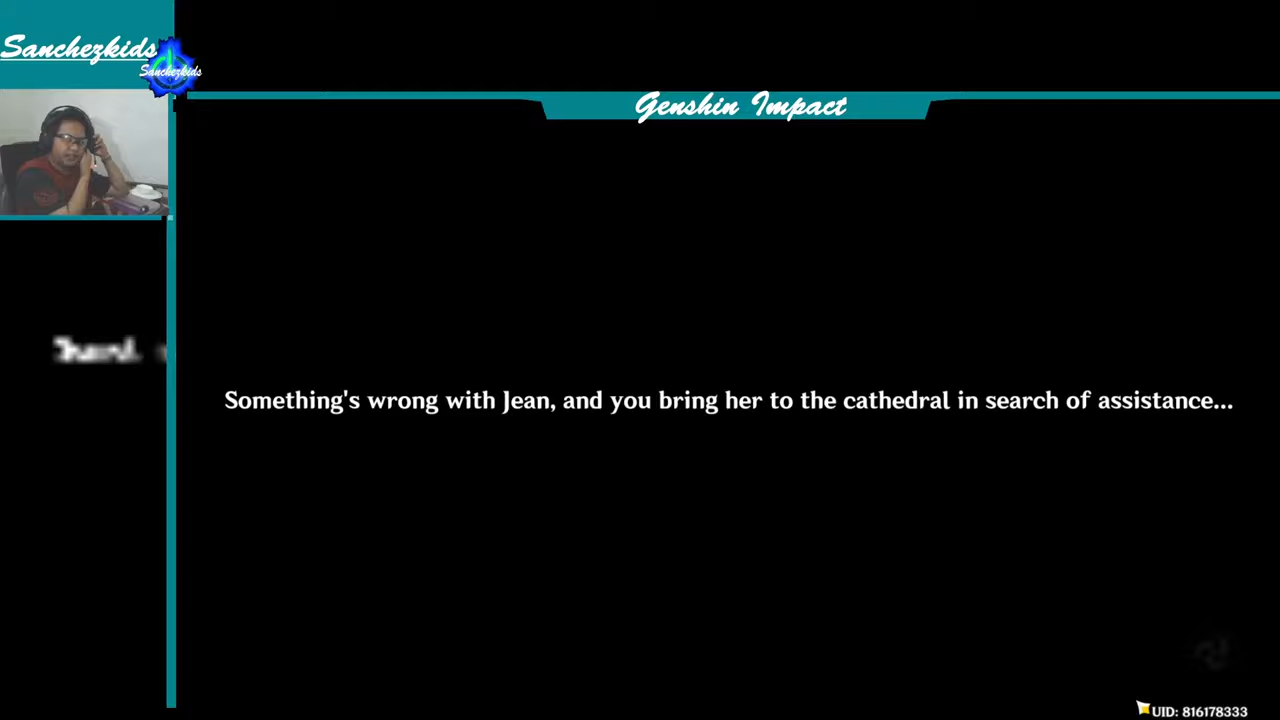 Sanchezkids
Sanchezkids
Genshin Impact
Something's wrong with Jean, and you bring her to the cathedral in search of assistance...
UID: 816178333